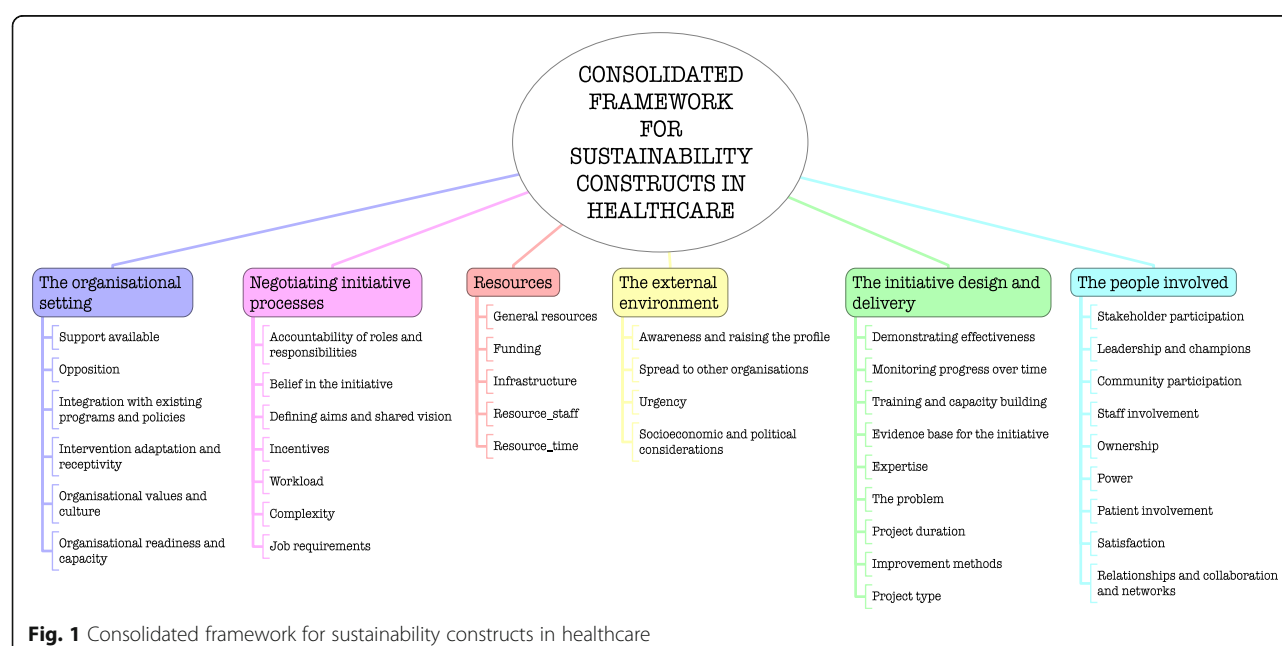 CONSOLIDATED
FRAMEWORK
FOR
SUSTAINABILITY
CONSTRUCTS IN
HEALTHCARE
The organisational
setting
Support available
Opposition
Integration with existing
programs and policies
Intervention adaptation and
receptivity
Organisational values and
culture
Organisational readiness and
capacity
Negotiating initiative
processes
Accountability of roles and
responsibilities
Belief in the initiative
Defining aims and shared vision
Incentives
Workload
Complexity
Job requirements
Resources
General resources
Funding
Infrastructure
Resource_staff
Resource_time
The external
environment
Awareness and raising the profile
Spread to other organisations
Urgency
Socioeconomic and political
considerations
The initiative design and
delivery
Demonstrating effectiveness
Monitoring progress over time
Training and capacity building
Evidence base for the initiative
Expertise
The problem
Project duration
Improvement methods
Project type
The people involved
Stakeholder participation
Leadership and champions
Community participation
Staff involvement
Ownership
Power
Patient involvement
Satisfaction
Relationships and collaboration
and networks
Fig. 1 Consolidated framework for sustainability constructs in healthcare